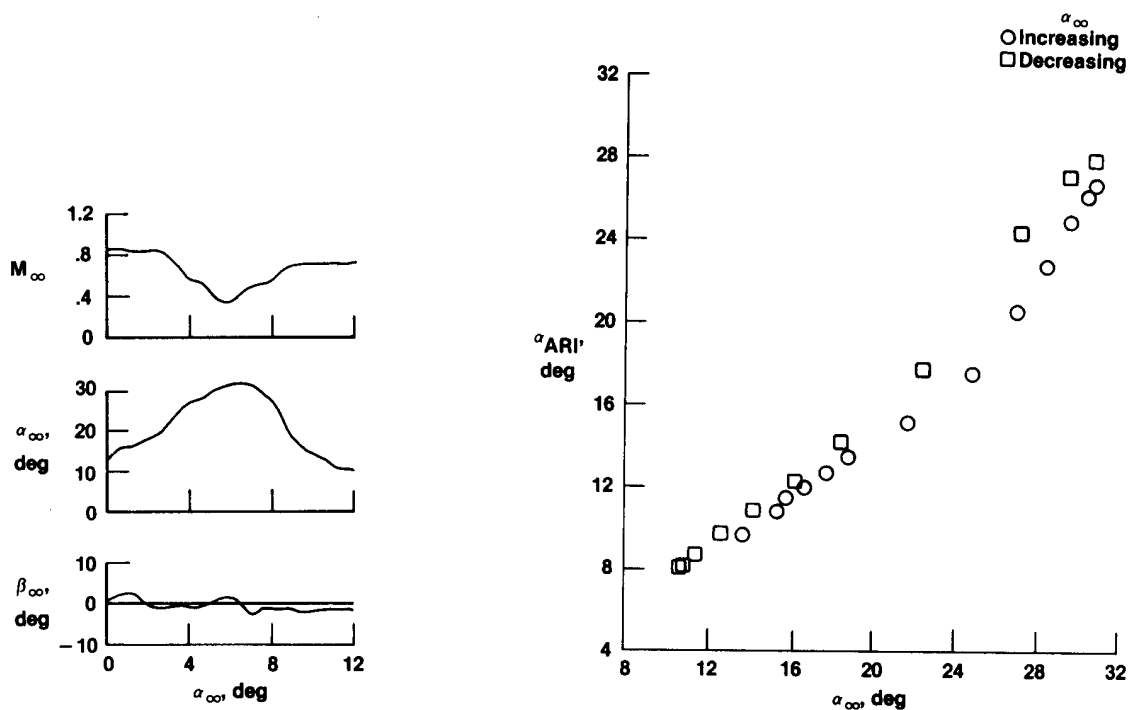 1.2
.8
M∞
.4
0
30
20
α∞,
deg
10
0
10
β∞,
0
deg
– 10
0 4 8 12
α∞, deg
α∞
Increasing
Decreasing
32
28
24
20
αARI,
deg
16
12
8
4
8 12 16 20 24 28 32
α∞, deg